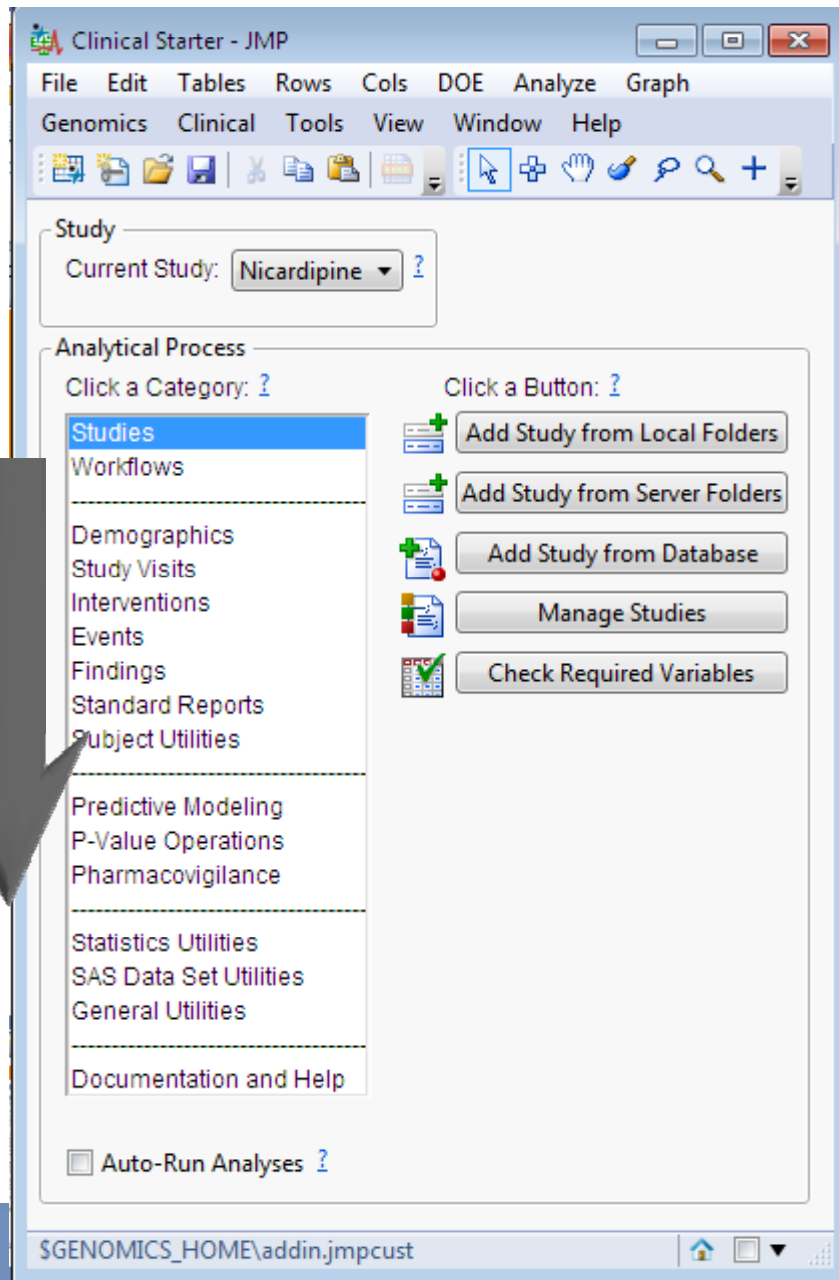 Clinical Starter - JMP
File Edit Tables Rows Cols DOE Analyze Graph
Genomics Clinical Tools View Window Help
Study
Current Study: Nicardipine ?
Analytical Process
Click a Category: ? Click a Button: ?
Studies
Workflows
Demographics
Study Visits
Interventions
Events
Findings
Standard Reports
Subject Utilities
Predictive Modeling
P-Value Operations
Pharmacovigilance
Statistics Utilities
SAS Data Set Utilities
General Utilities
Documentation and Help
Add Study from Local Folders
Add Study from Server Folders
Add Study from Database
Manage Studies
Check Required Variables
Auto-Run Analyses ?
$GENOMICS_HOME\addin.jmpcust